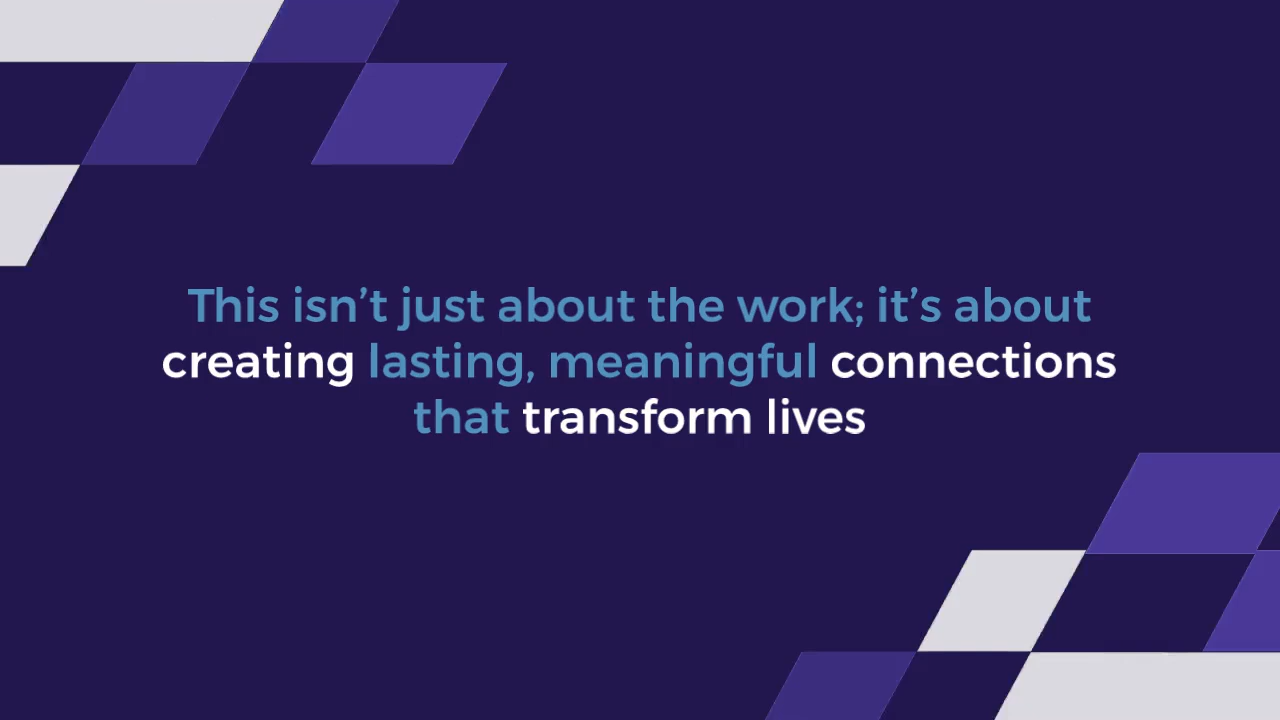 This isn’t just about the work; it’s about
creating lasting, meaningful connections
that transform lives